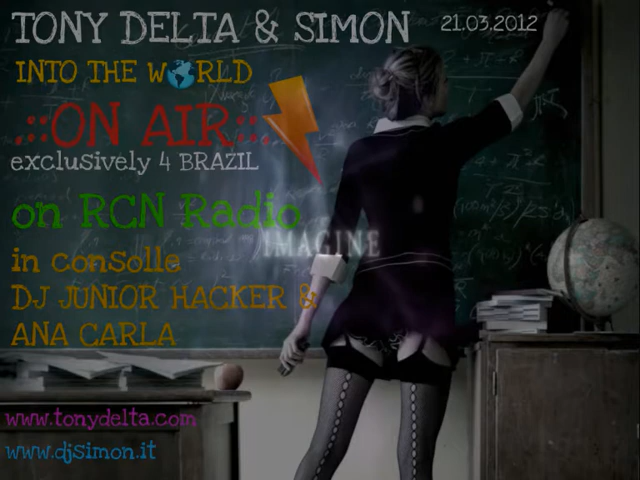 TONY DELTA & SIMON
21.03.2012
INTO THE W RLD
.::ON AIR::.
exclusively 4 BRAZIL
on RCN Radio
IMAGINE
in consolle
DJ JUNIOR HACKER &
ANA CARLA
www.tonydelta.com
www.djsimon.it